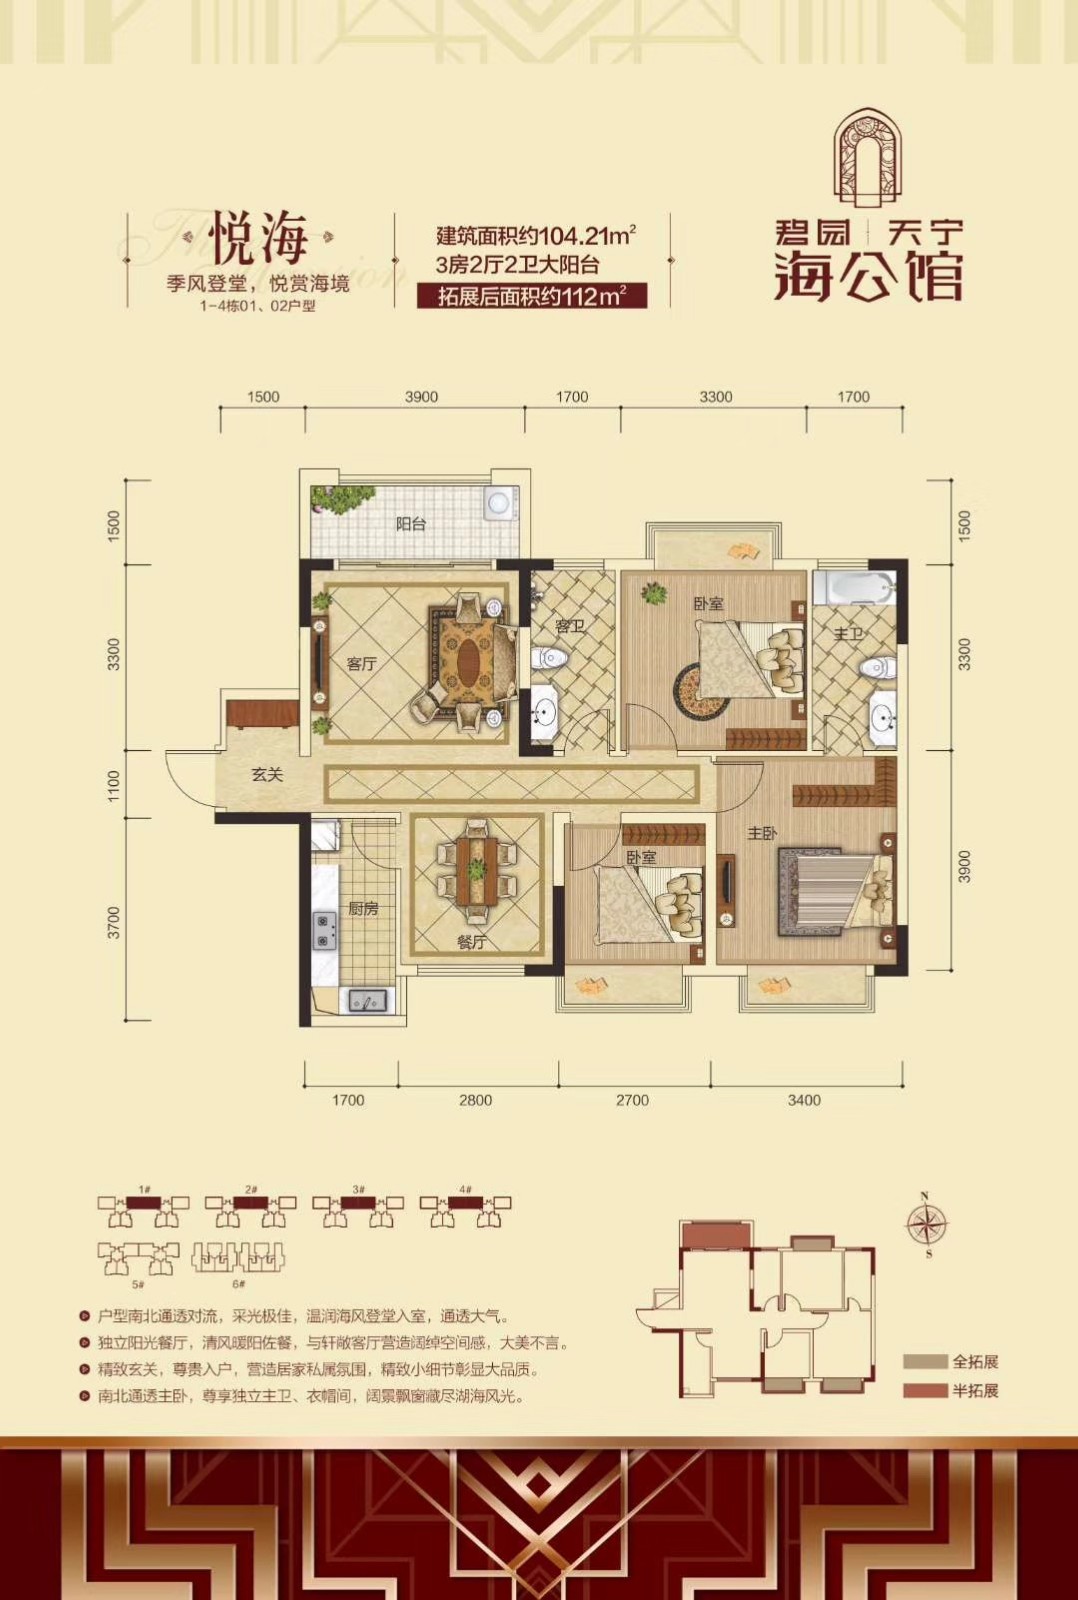 悦海
季风登堂，悦赏海境
1-4栋01、02户型
建筑面积约104.21m²
3房2厅2卫大阳台
拓展后面积约112m²
碧园 天宁
海公馆
1500 3900 1700 3300 1700
1500
3300
1100
3700
1500
3300
3900
阳台
客厅
客卫
卧室
主卫
玄关
主卧
卧室
厨房
餐厅
1700 2800 2700 3400
1# 2# 3# 4#
5# 6#
N
S
户型南北通透对流，采光极佳，温润海风登堂入室，通透大气。
独立阳光餐厅，清风暖阳佐餐，与轩敞客厅营造阔绰空间感，大美不言。
精致玄关，尊贵入户，营造居家私属氛围，精致小细节彰显大品质。
南北通透主卧，尊享独立主卫、衣帽间，阔景飘窗藏尽湖海风光。
全拓展
半拓展